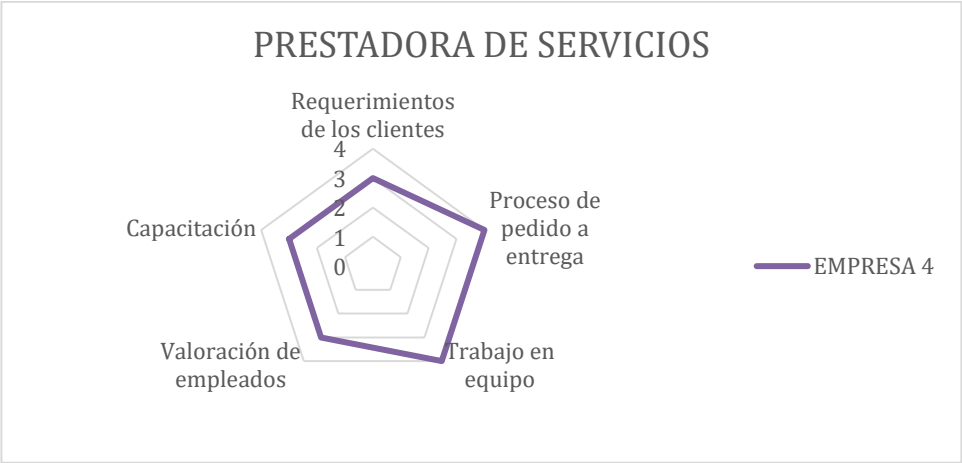 PRESTADORA DE SERVICIOS
Requerimientos
de los clientes
4
3
2
1
0
Proceso de
pedido a
entrega
Capacitación
EMPRESA 4
Valoración de
empleados
Trabajo en
equipo